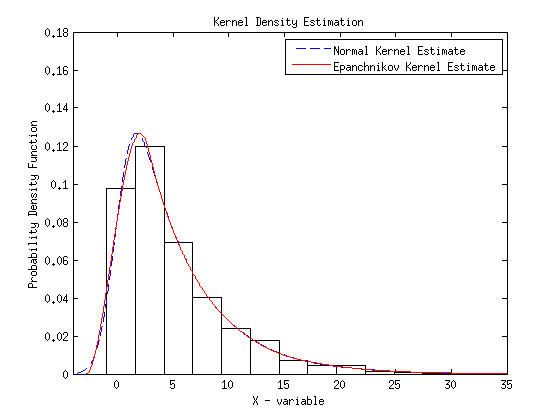 Kernel Density Estimation
0.18
0.16
0.14
0.12
0.1
0.08
0.06
0.04
0.02
0
Probability Density Function
Normal Kernel Estimate
Epanchnikov Kernel Estimate
0 5 10 15 20 25 30 35
X - variable